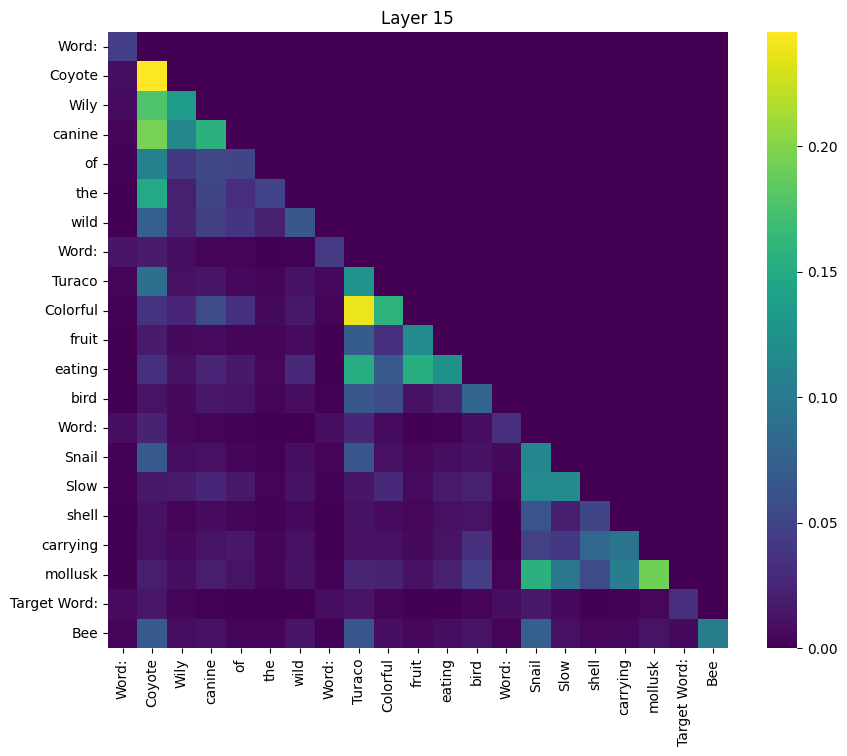 Layer 15
Word:
Coyote
Wily
canine
of
the
wild
Word:
Turaco
Colorful
fruit
eating
bird
Word:
Snail
Slow
shell
carrying
mollusk
Target Word:
Bee
0.20
0.15
0.10
0.05
0.00
Word:
Coyote
Wily
canine
of
the
wild
Word:
Turaco
Colorful
fruit
eating
bird
Word:
Snail
Slow
shell
carrying
mollusk
Target Word:
Bee